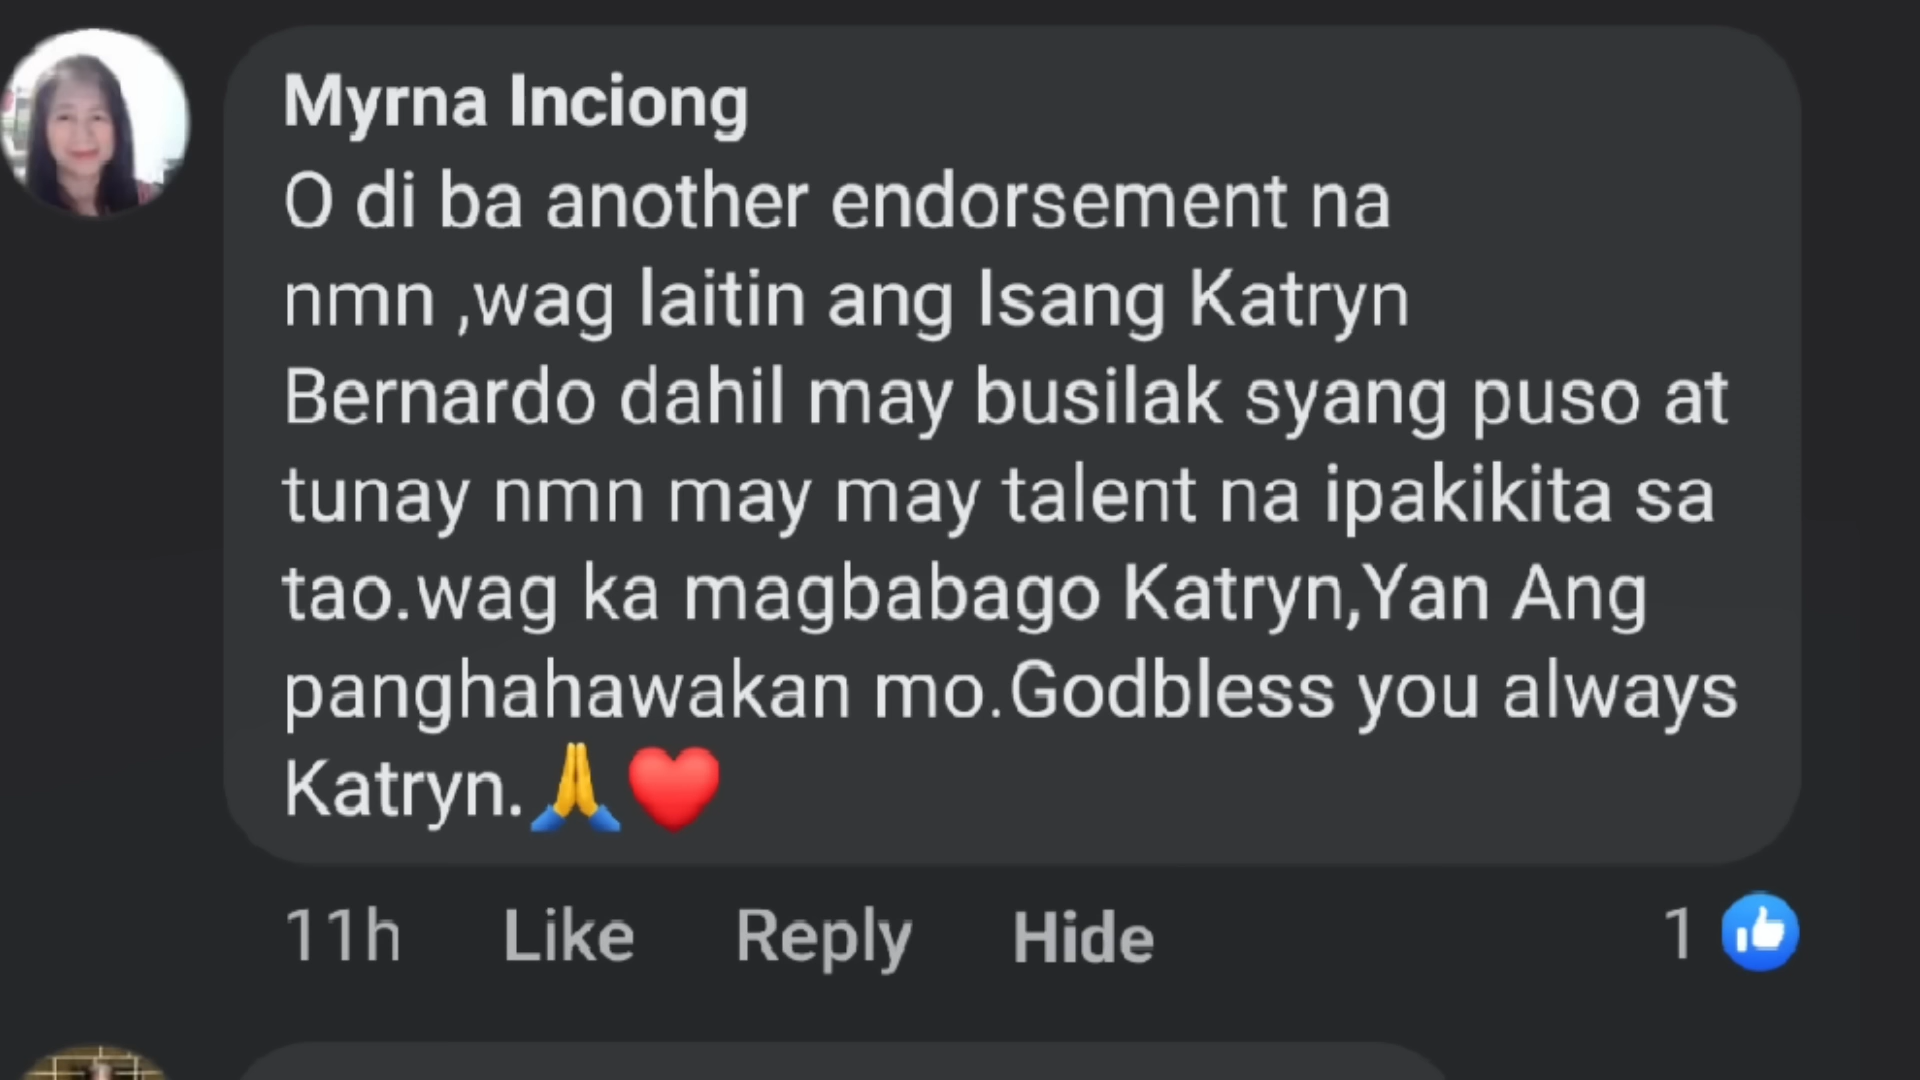 Myrna Inciong
O di ba another endorsement na
nmn ,wag laitin ang Isang Katryn
Bernardo dahil may busilak syang puso at
tunay nmn may may talent na ipakikita sa
tao.wag ka magbabago Katryn,Yan Ang
panghahawakan mo.Godbless you always
Katryn.🙏❤️
11h Like Reply Hide 1